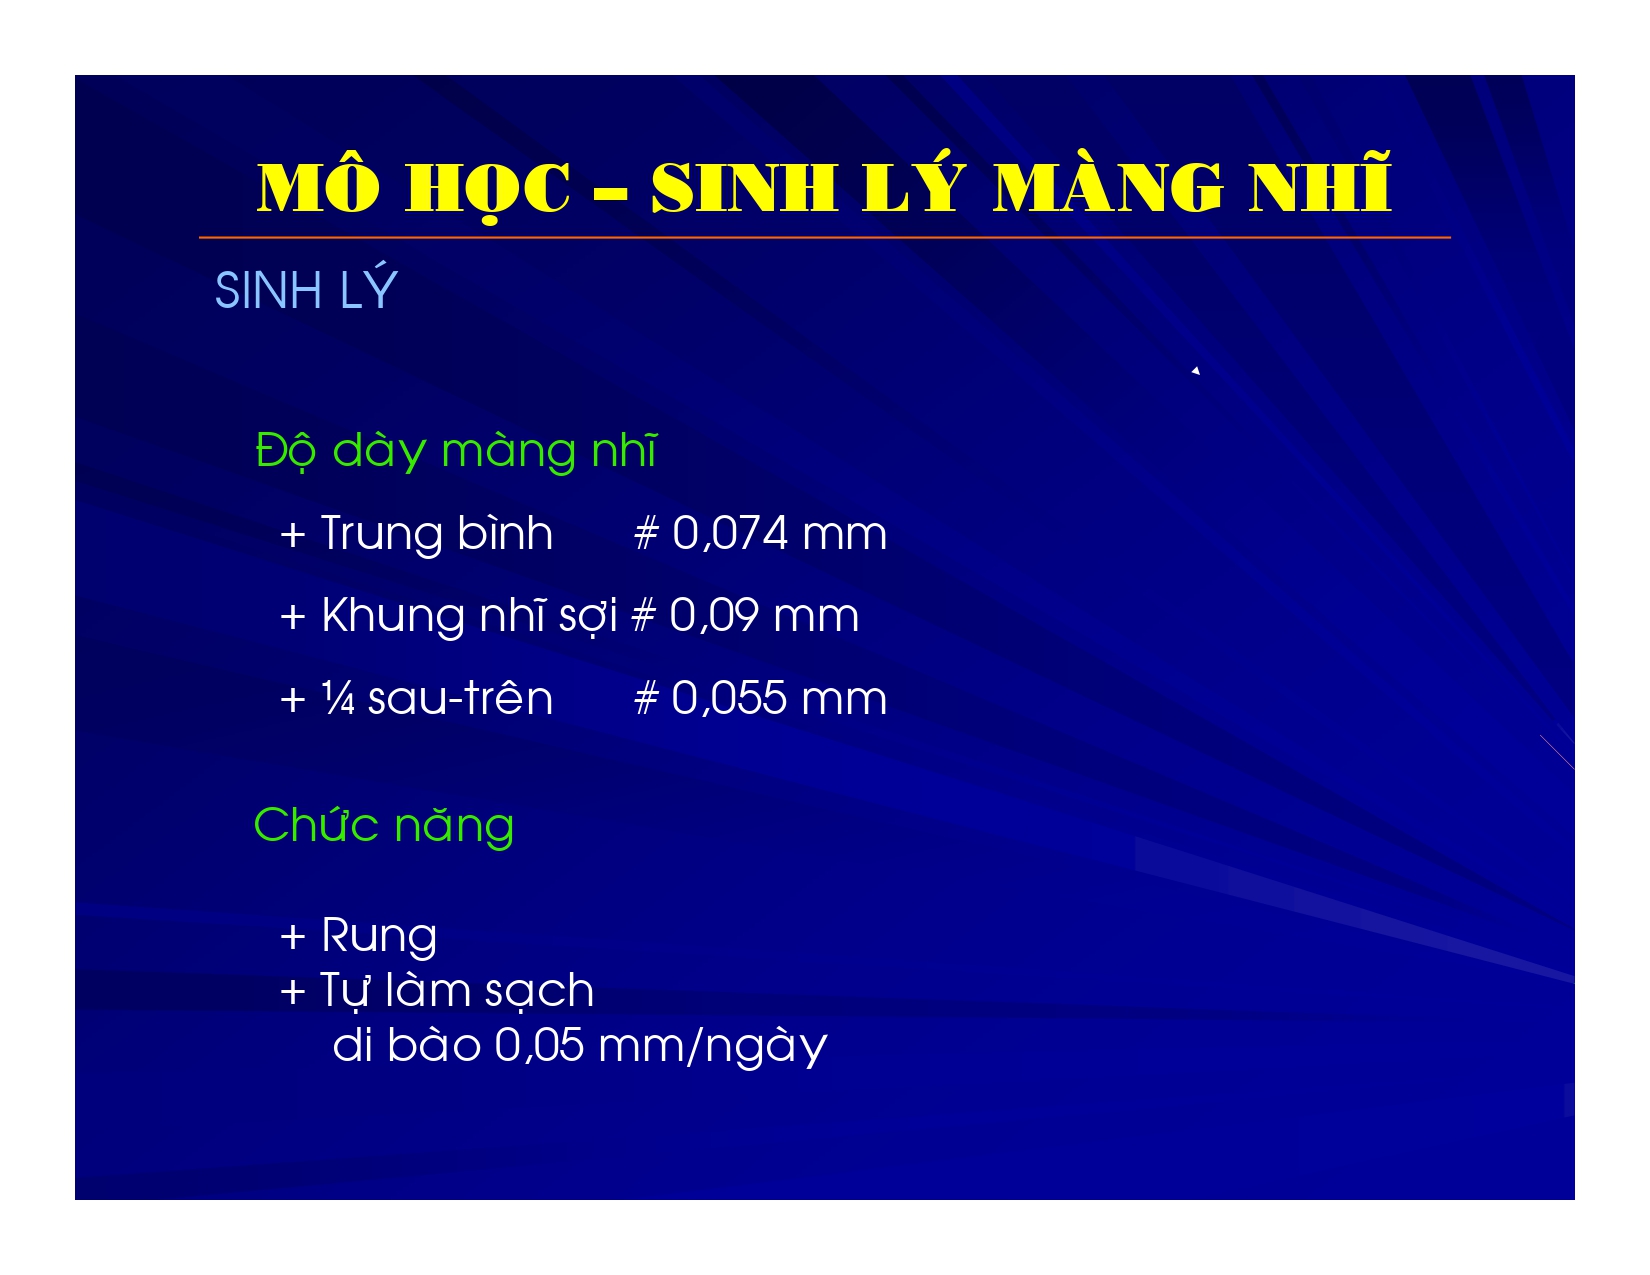 MÔ HỌC – SINH LÝ MÀNG NHĨ
SINH LÝ
Độ dày màng nhĩ
+ Trung bình # 0,074 mm
+ Khung nhĩ sợi # 0,09 mm
+ ¼ sau-trên # 0,055 mm
Chức năng
+ Rung
+ Tự làm sạch
di bào 0,05 mm/ngày